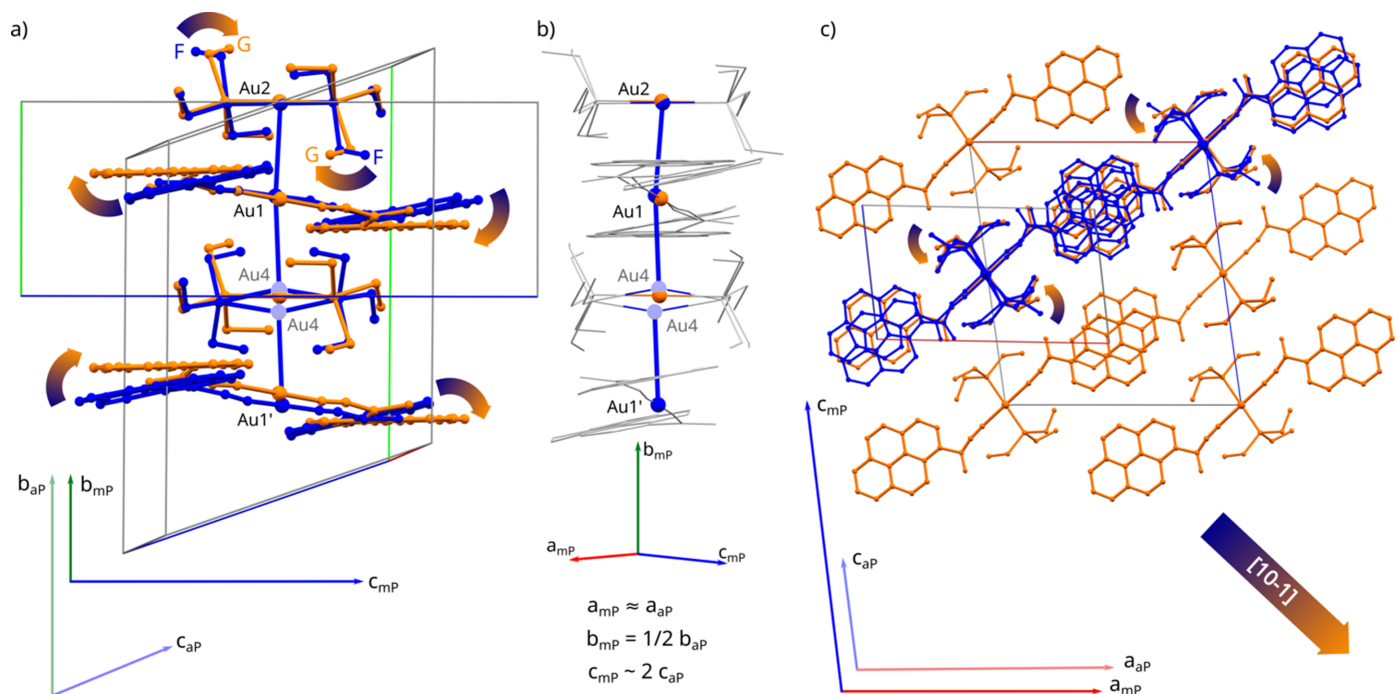 a)
F
G
Au2
G
F
Au1
Au4
Au4
Au1'
b_aP
b_mP
c_mP
c_aP
b)
Au2
Au1
Au4
Au4
Au1'
b_mP
a_mP
c_mP
a_mP ≈ a_aP
b_mP = 1/2 b_aP
c_mP ~ 2 c_aP
c)
c_mP
c_aP
[10-1]
a_aP
a_mP